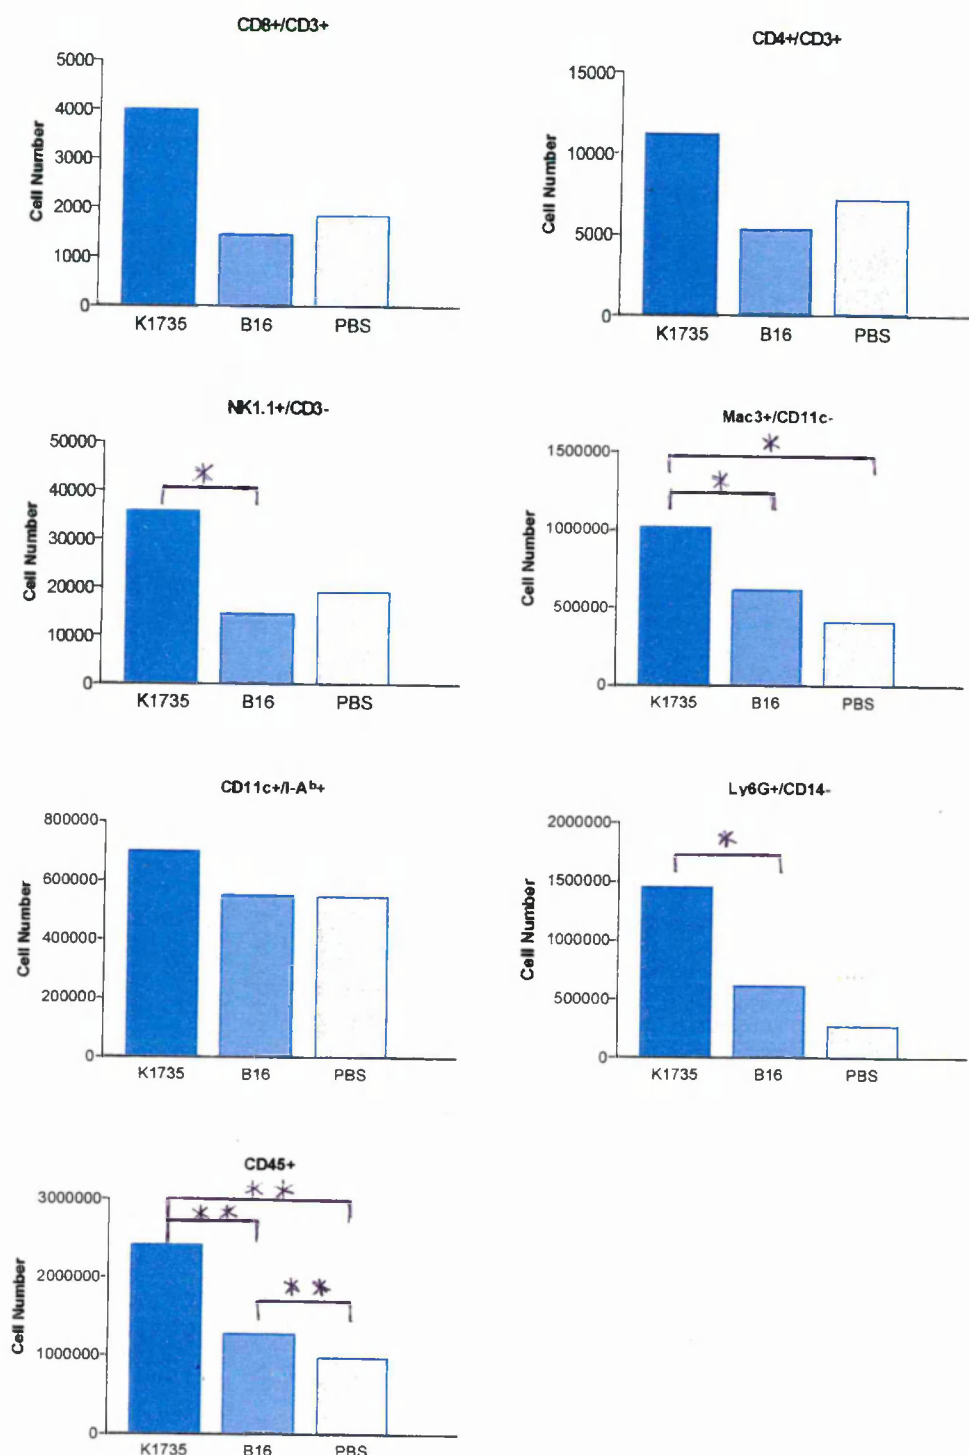 CD8+/CD3+
Cell Number
5000
4000
3000
2000
1000
0
K1735 B16 PBS
CD4+/CD3+
Cell Number
15000
10000
5000
0
K1735 B16 PBS
NK1.1+/CD3-
Cell Number
50000
40000
30000
20000
10000
0
*
K1735 B16 PBS
Mac3+/CD11c-
Cell Number
1500000
1000000
500000
0
*
*
K1735 B16 PBS
CD11c+/I-Aᵇ+
Cell Number
800000
600000
400000
200000
0
K1735 B16 PBS
Ly6G+/CD14-
Cell Number
2000000
1500000
1000000
500000
0
*
K1735 B16 PBS
CD45+
Cell Number
3000000
2000000
1000000
0
* *
* *
* *
K1735 B16 PBS